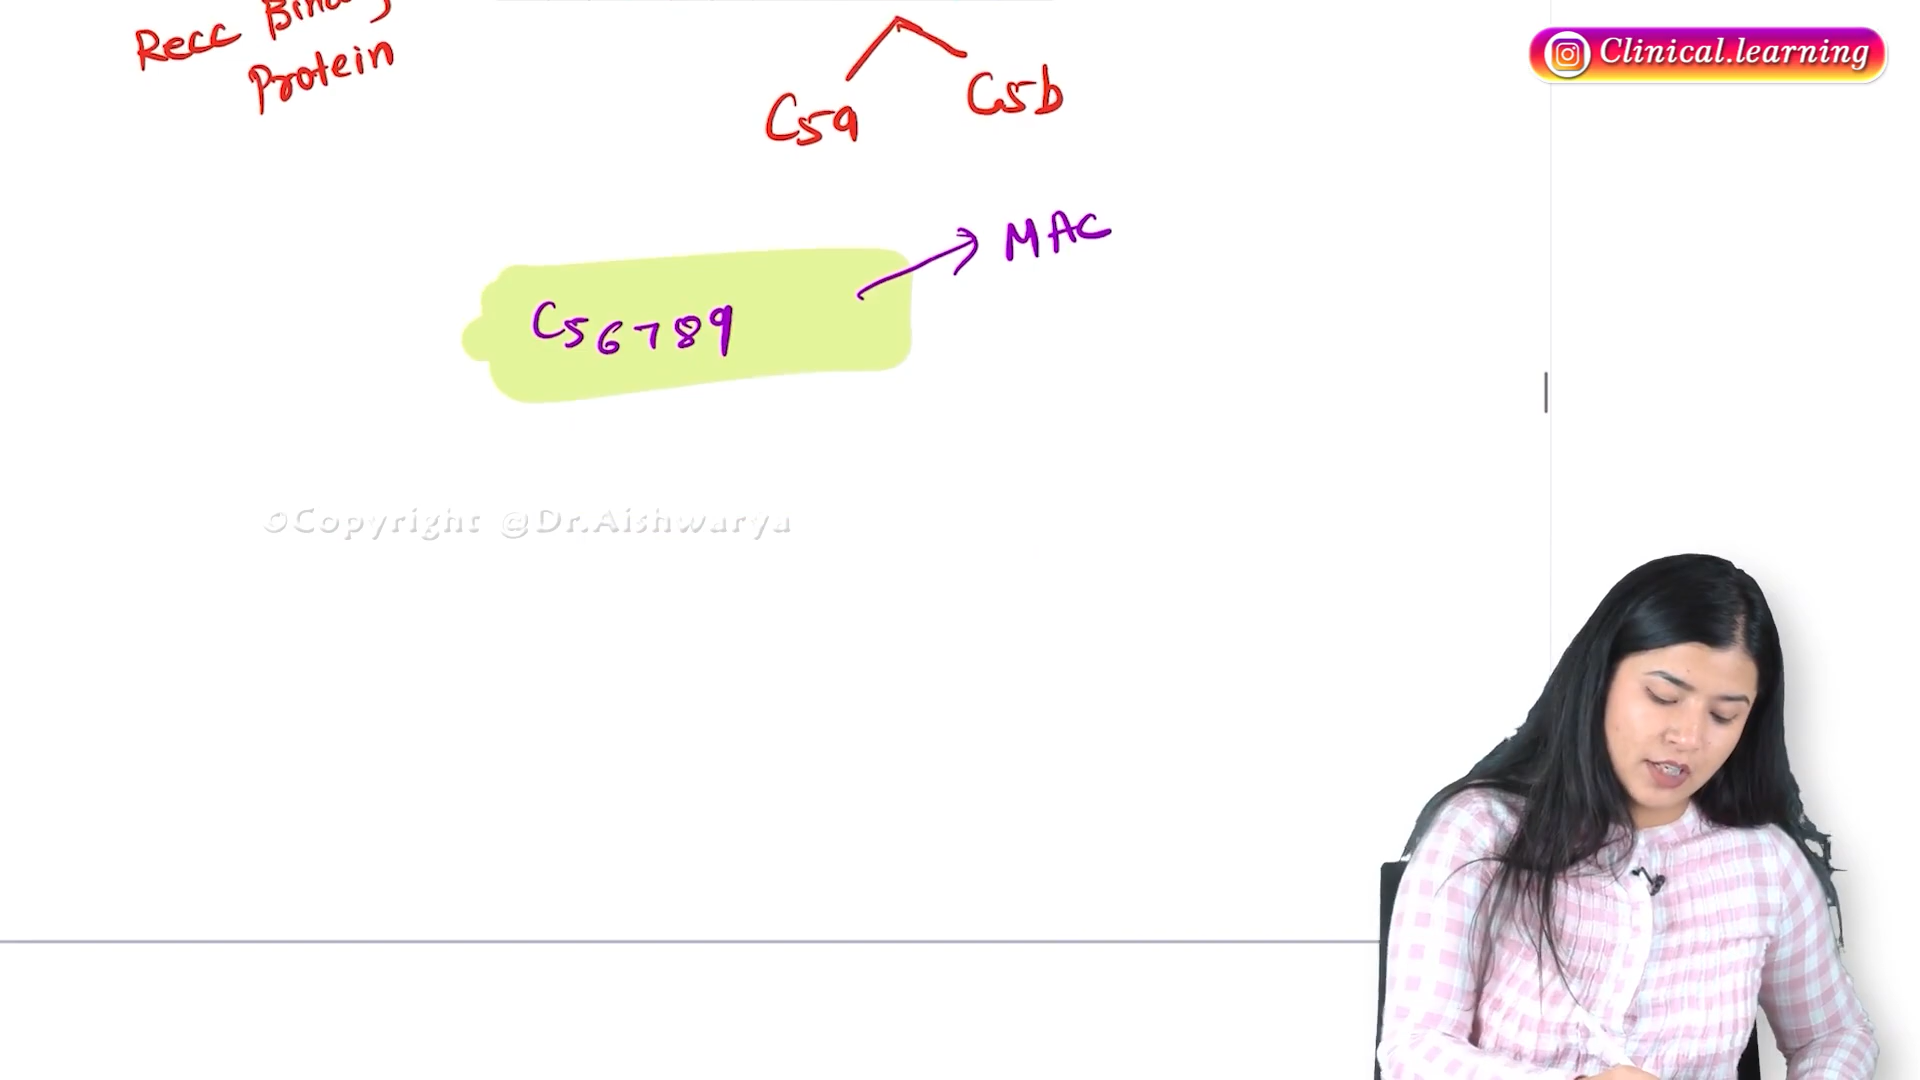 Recc
Protein
C5a C5b
MAC
C56789
©Copyright @Dr.Aishwarya
Clinical.learning